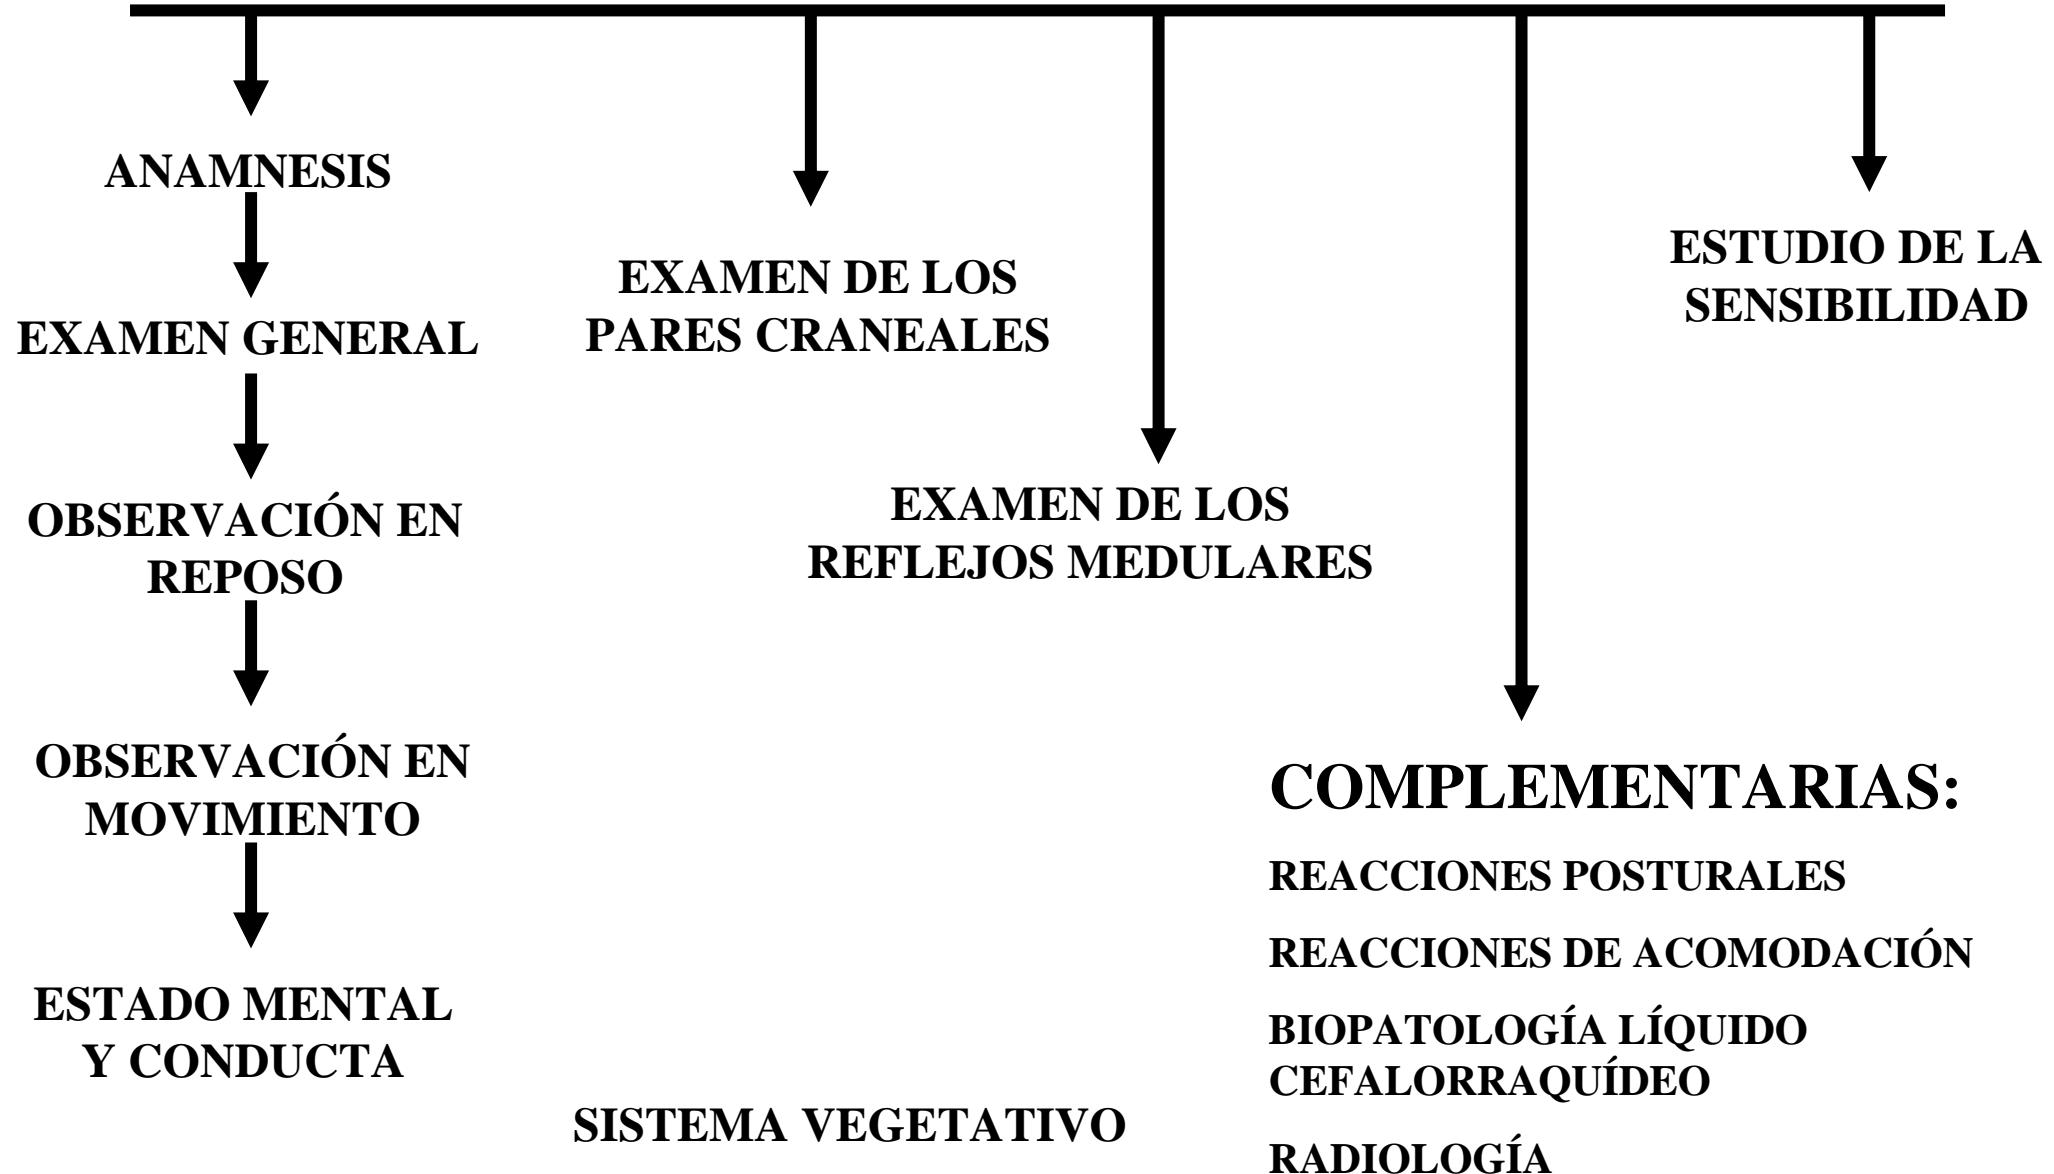 ANAMNESIS
EXAMEN GENERAL
OBSERVACIÓN EN
REPOSO
OBSERVACIÓN EN
MOVIMIENTO
ESTADO MENTAL
Y CONDUCTA
EXAMEN DE LOS
PARES CRANEALES
EXAMEN DE LOS
REFLEJOS MEDULARES
SISTEMA VEGETATIVO
COMPLEMENTARIAS:
REACCIONES POSTURALES
REACCIONES DE ACOMODACIÓN
BIOPATOLOGÍA LÍQUIDO
CEFALORRAQUÍDEO
RADIOLOGÍA
ESTUDIO DE LA
SENSIBILIDAD